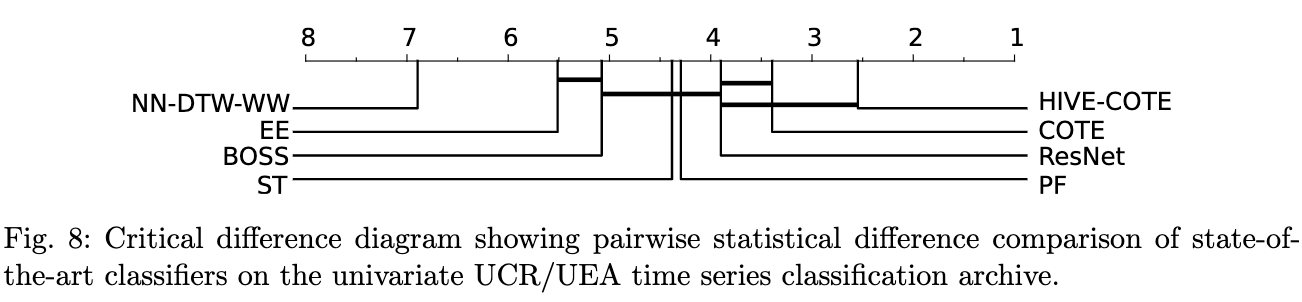 8 7 6 5 4 3 2 1
NN-DTW-WW HIVE-COTE
EE COTE
BOSS ResNet
ST PF
Fig. 8: Critical difference diagram showing pairwise statistical difference comparison of state-of-
the-art classifiers on the univariate UCR/UEA time series classification archive.